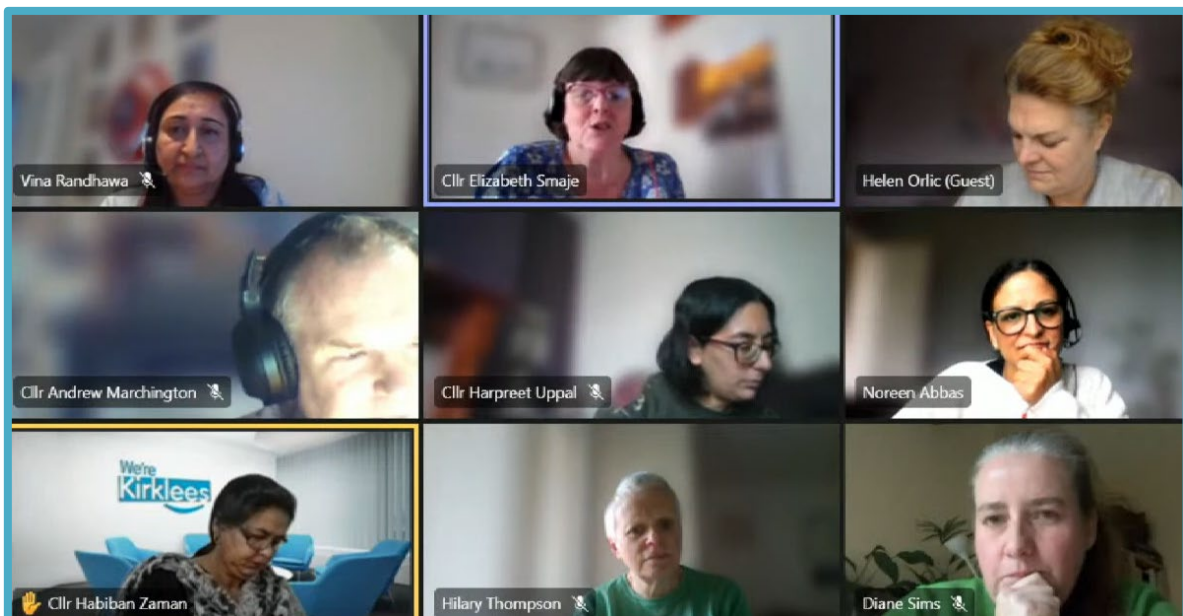 Vina Randhawa
Cllr Elizabeth Smaje
Helen Orlic (Guest)
Cllr Andrew Marchington
Cllr Harpreet Uppal
Noreen Abbas
We're
Kirklees
Cllr Habiban Zaman
Hilary Thompson
Diane Sims